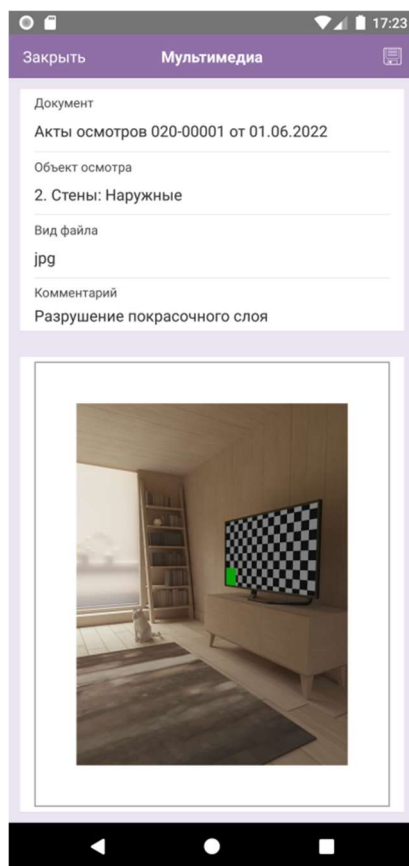 17:23
Закрыть
Мультимедиа
Документ
Акты осмотров 020-00001 от 01.06.2022
Объект осмотра
2. Стены: Наружные
Вид файла
jpg
Комментарий
Разрушение покрасочного слоя